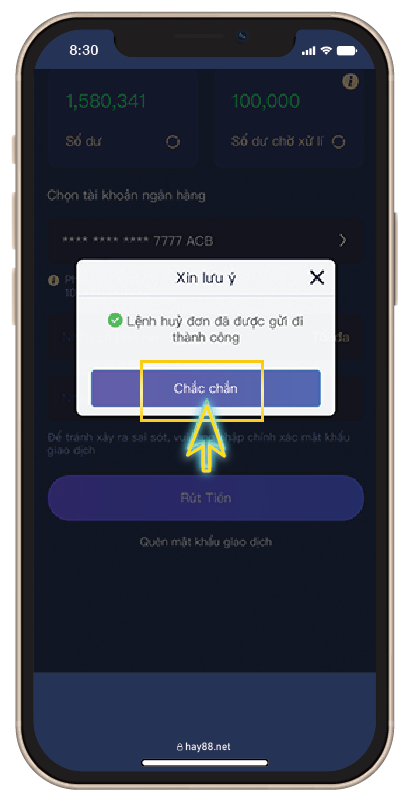 8:30
1,580,341
100,000
Số dư
Số dư chờ xử lí
Chọn tài khoản ngân hàng
**** **** **** 7777 ACB
Xin lưu ý
Lệnh huỷ đơn đã được gửi đi
thành công
Chắc chắn
Để tránh xảy ra sai sót, vui nhập chính xác mật khẩu
giao dịch
Rút Tiền
Quên mật khẩu giao dịch
hay88.net